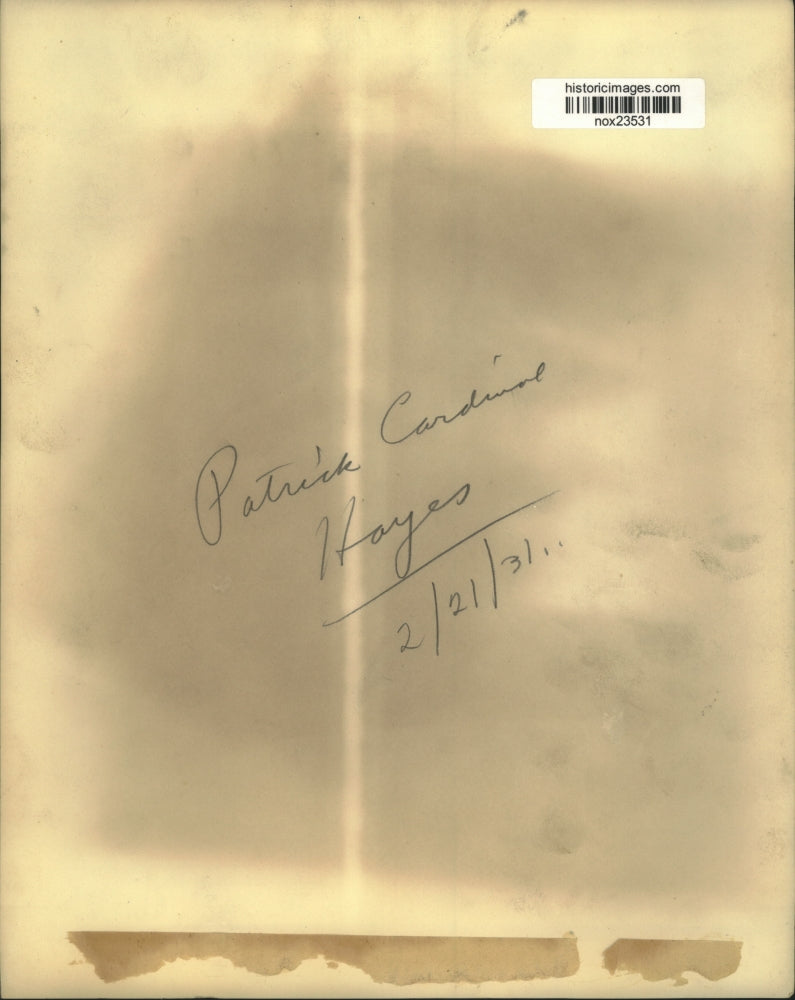 historicimages.com
nox23531
Patrick Cardinal
Hayes
2/21/31..